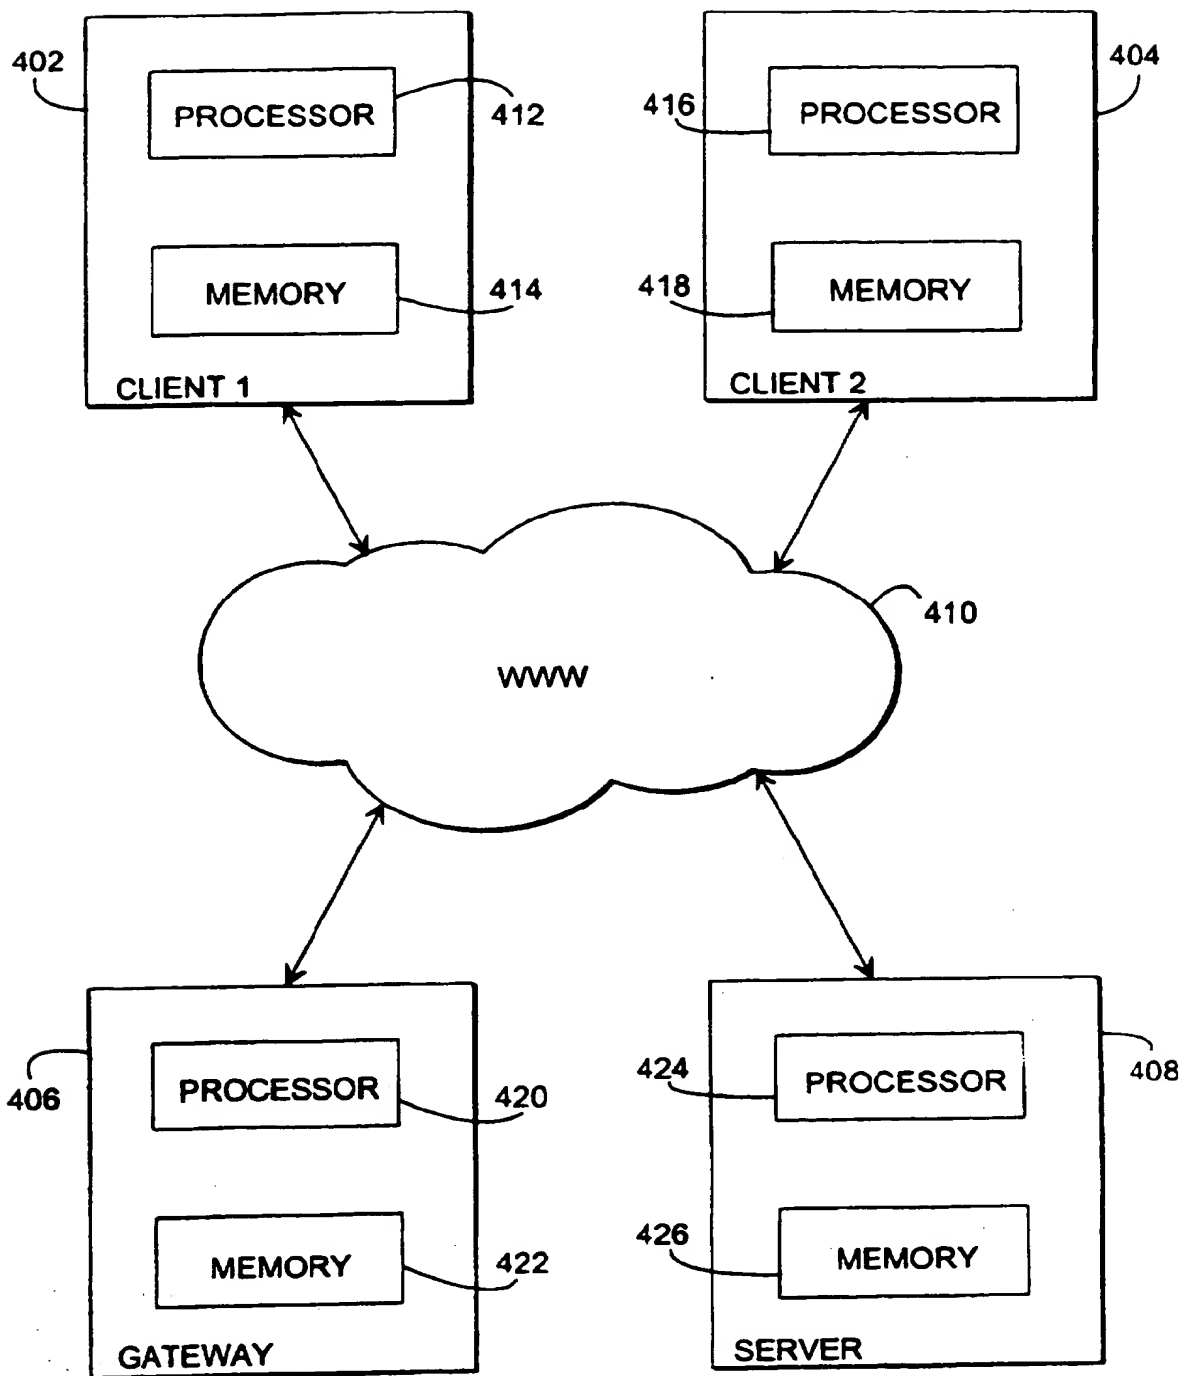 402
PROCESSOR
412
MEMORY
414
CLIENT 1
404
416
PROCESSOR
418
MEMORY
CLIENT 2
410
WWW
406
PROCESSOR
420
MEMORY
422
GATEWAY
424
PROCESSOR
408
426
MEMORY
SERVER